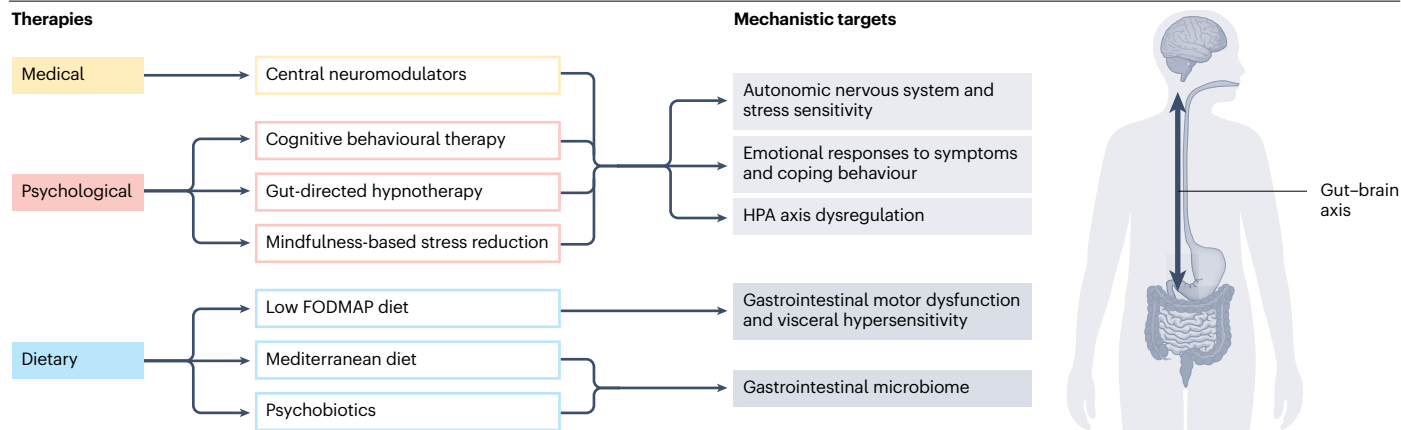 Therapies
Mechanistic targets
Medical
Central neuromodulators
Psychological
Cognitive behavioural therapy
Gut-directed hypnotherapy
Mindfulness-based stress reduction
Autonomic nervous system and
stress sensitivity
Emotional responses to symptoms
and coping behaviour
HPA axis dysregulation
Dietary
Low FODMAP diet
Mediterranean diet
Psychobiotics
Gastrointestinal motor dysfunction
and visceral hypersensitivity
Gastrointestinal microbiome
Gut–brain
axis